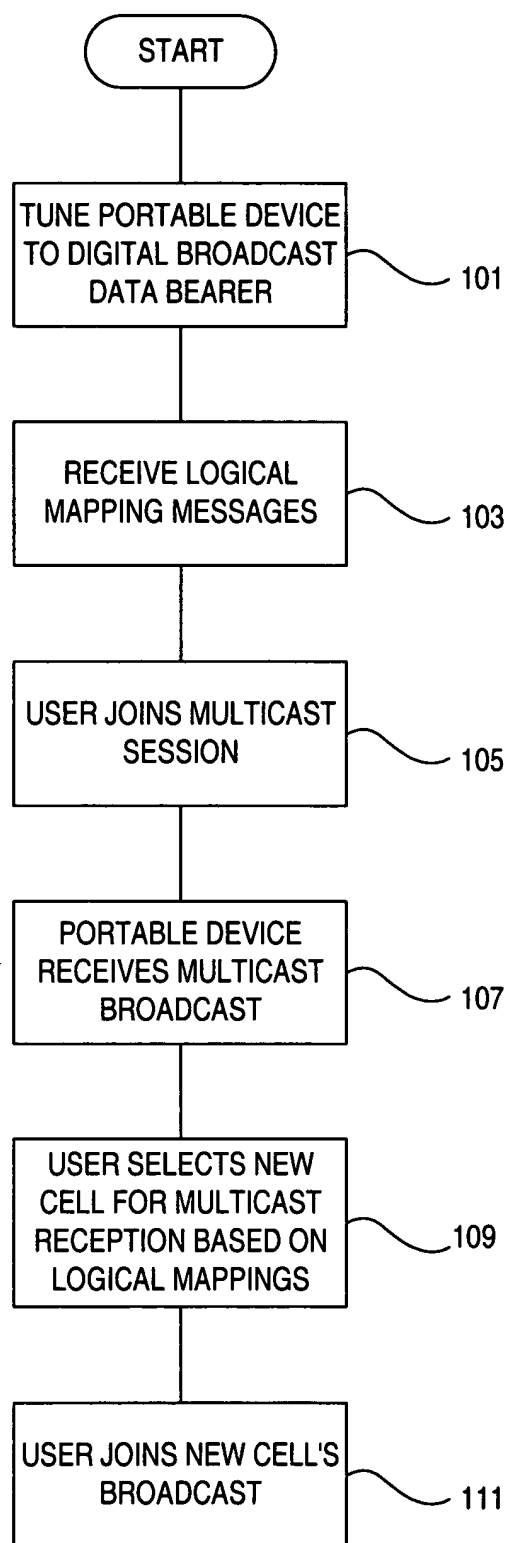 START
TUNE PORTABLE DEVICE
TO DIGITAL BROADCAST
DATA BEARER
101
RECEIVE LOGICAL
MAPPING MESSAGES
103
USER JOINS MULTICAST
SESSION
105
PORTABLE DEVICE
RECEIVES MULTICAST
BROADCAST
107
USER SELECTS NEW
CELL FOR MULTICAST
RECEPTION BASED ON
LOGICAL MAPPINGS
109
USER JOINS NEW CELL'S
BROADCAST
111